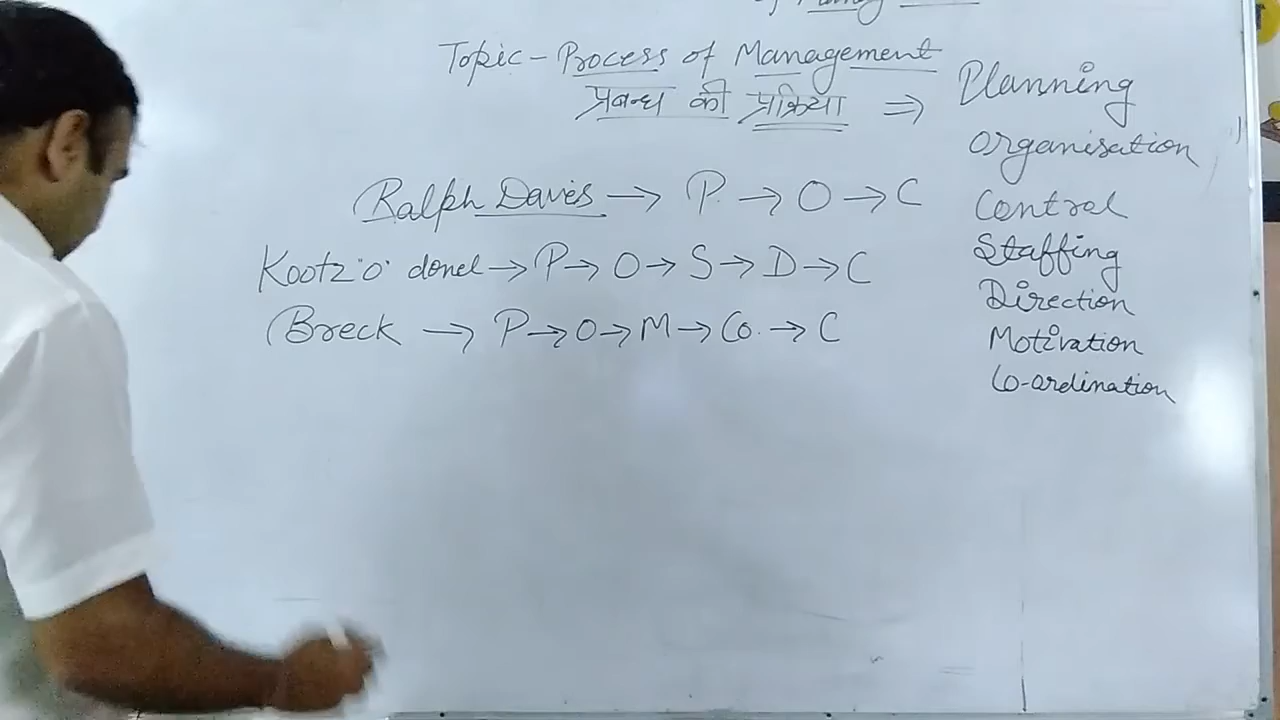 Topic - Process of Management
प्रबन्ध की प्रक्रिया ⇒
Ralph Davis → P. → O → C
Kootz 'O' donel → P → O → S → D → C
Breck → P → O → M → Co. → C
Planning
Organisation
Control
Staffing
Direction
Motivation
Co-ordination